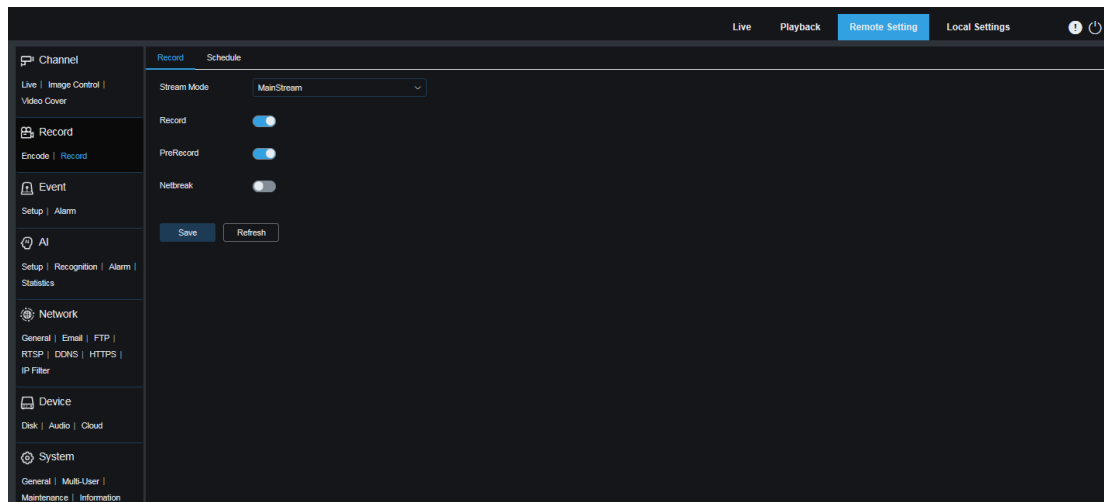 Live Playback Remote Setting Local Settings
Channel
Live | Image Control |
Video Cover
Record
Encode | Record
Event
Setup | Alarm
AI
Setup | Recognition | Alarm |
Statistics
Network
General | Email | FTP |
RTSP | DDNS | HTTPS |
IP Filter
Device
Disk | Audio | Cloud
System
General | Multi-User |
Maintenance | Information
Record Schedule
Stream Mode MainStream
Record
PreRecord
Netbreak
Save Refresh